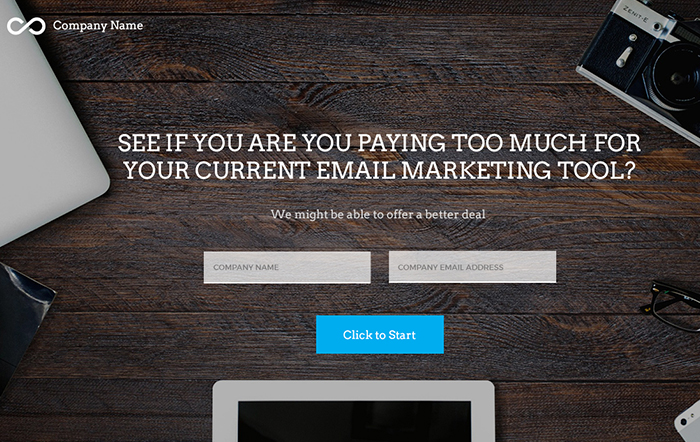 Company Name
ZENIT-E
SEE IF YOU ARE YOU PAYING TOO MUCH FOR
YOUR CURRENT EMAIL MARKETING TOOL?
We might be able to offer a better deal
COMPANY NAME
COMPANY EMAIL ADDRESS
Click to Start